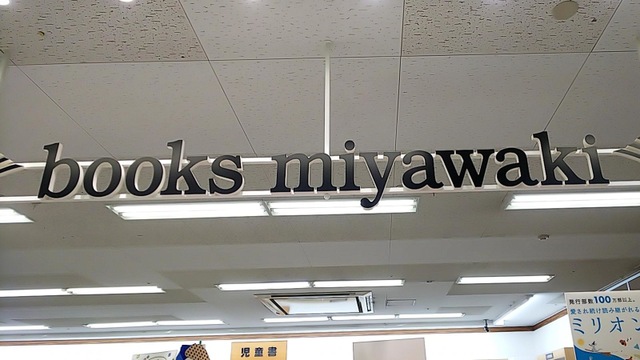 books miyawaki
発行部数100万部以上。
愛され続け読み継がれる
ミリオン
児童書